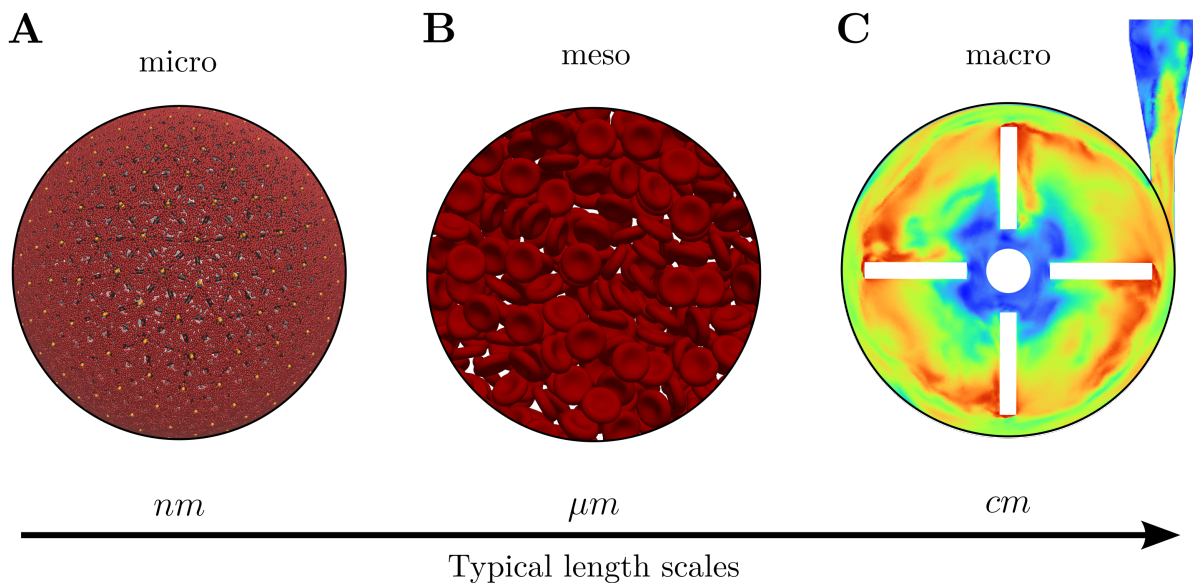 A
B
C
micro
meso
macro
nm
μm
cm
Typical length scales